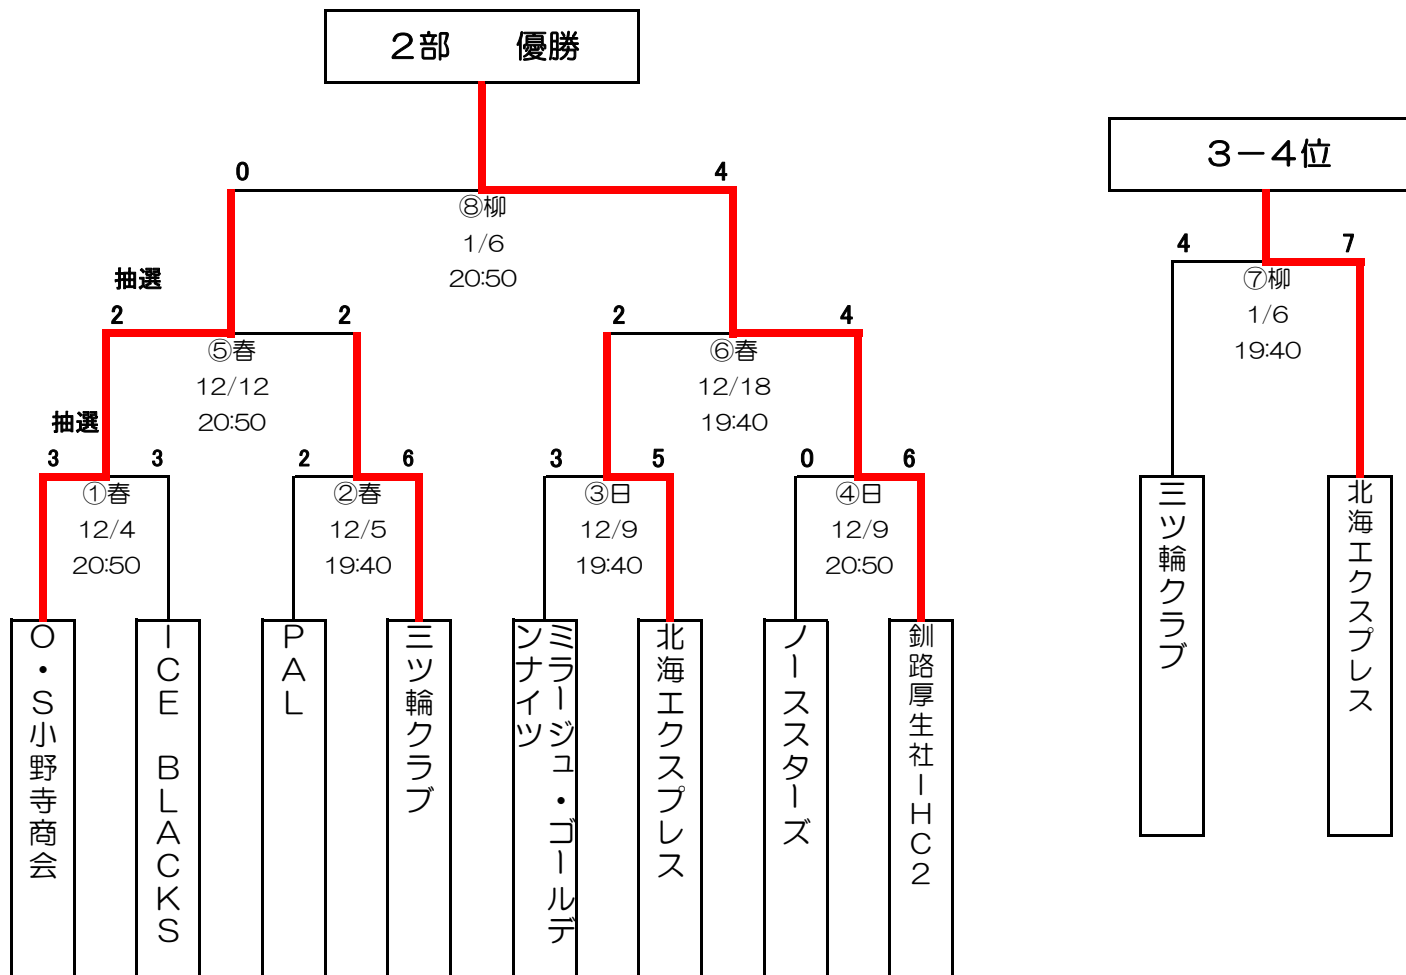 ２部　　優勝
３－４位
0
4
⑧柳
1/6
20:50
4
7
⑦柳
1/6
19:40
抽選
2
2
⑤春
12/12
20:50
2
4
⑥春
12/18
19:40
抽選
3
3
①春
12/4
20:50
2
6
②春
12/5
19:40
3
5
③日
12/9
19:40
0
6
④日
12/9
20:50
Ｏ・Ｓ小野寺商会
ＩＣＥ　ＢＬＡＣＫＳ
ＰＡＬ
三ツ輪クラブ
ミラージュ・ゴールデ
ンナイツ
北海エクスプレス
ノーススターズ
釧路厚生社ＩＨＣ２
三ツ輪クラブ
北海エクスプレス